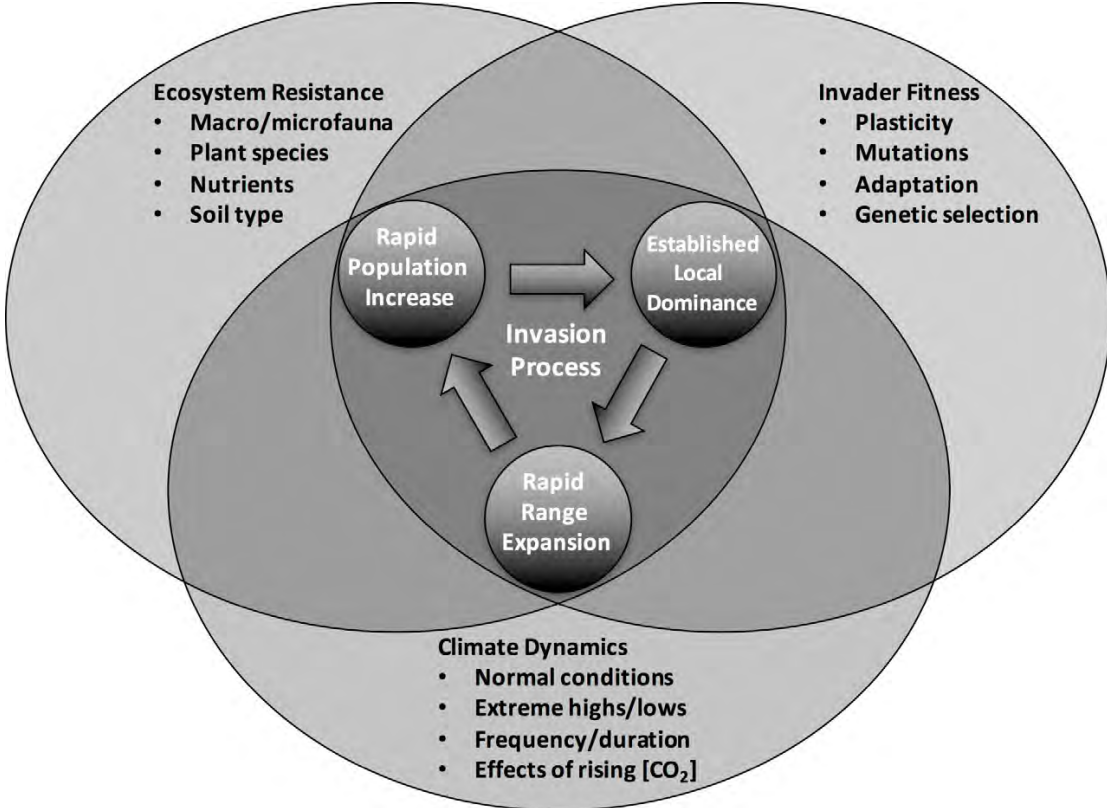 Ecosystem Resistance
• Macro/microfauna
• Plant species
• Nutrients
• Soil type
Invader Fitness
• Plasticity
• Mutations
• Adaptation
• Genetic selection
Rapid
Population
Increase
Established
Local
Dominance
Invasion
Process
Rapid
Range
Expansion
Climate Dynamics
• Normal conditions
• Extreme highs/lows
• Frequency/duration
• Effects of rising [CO₂]